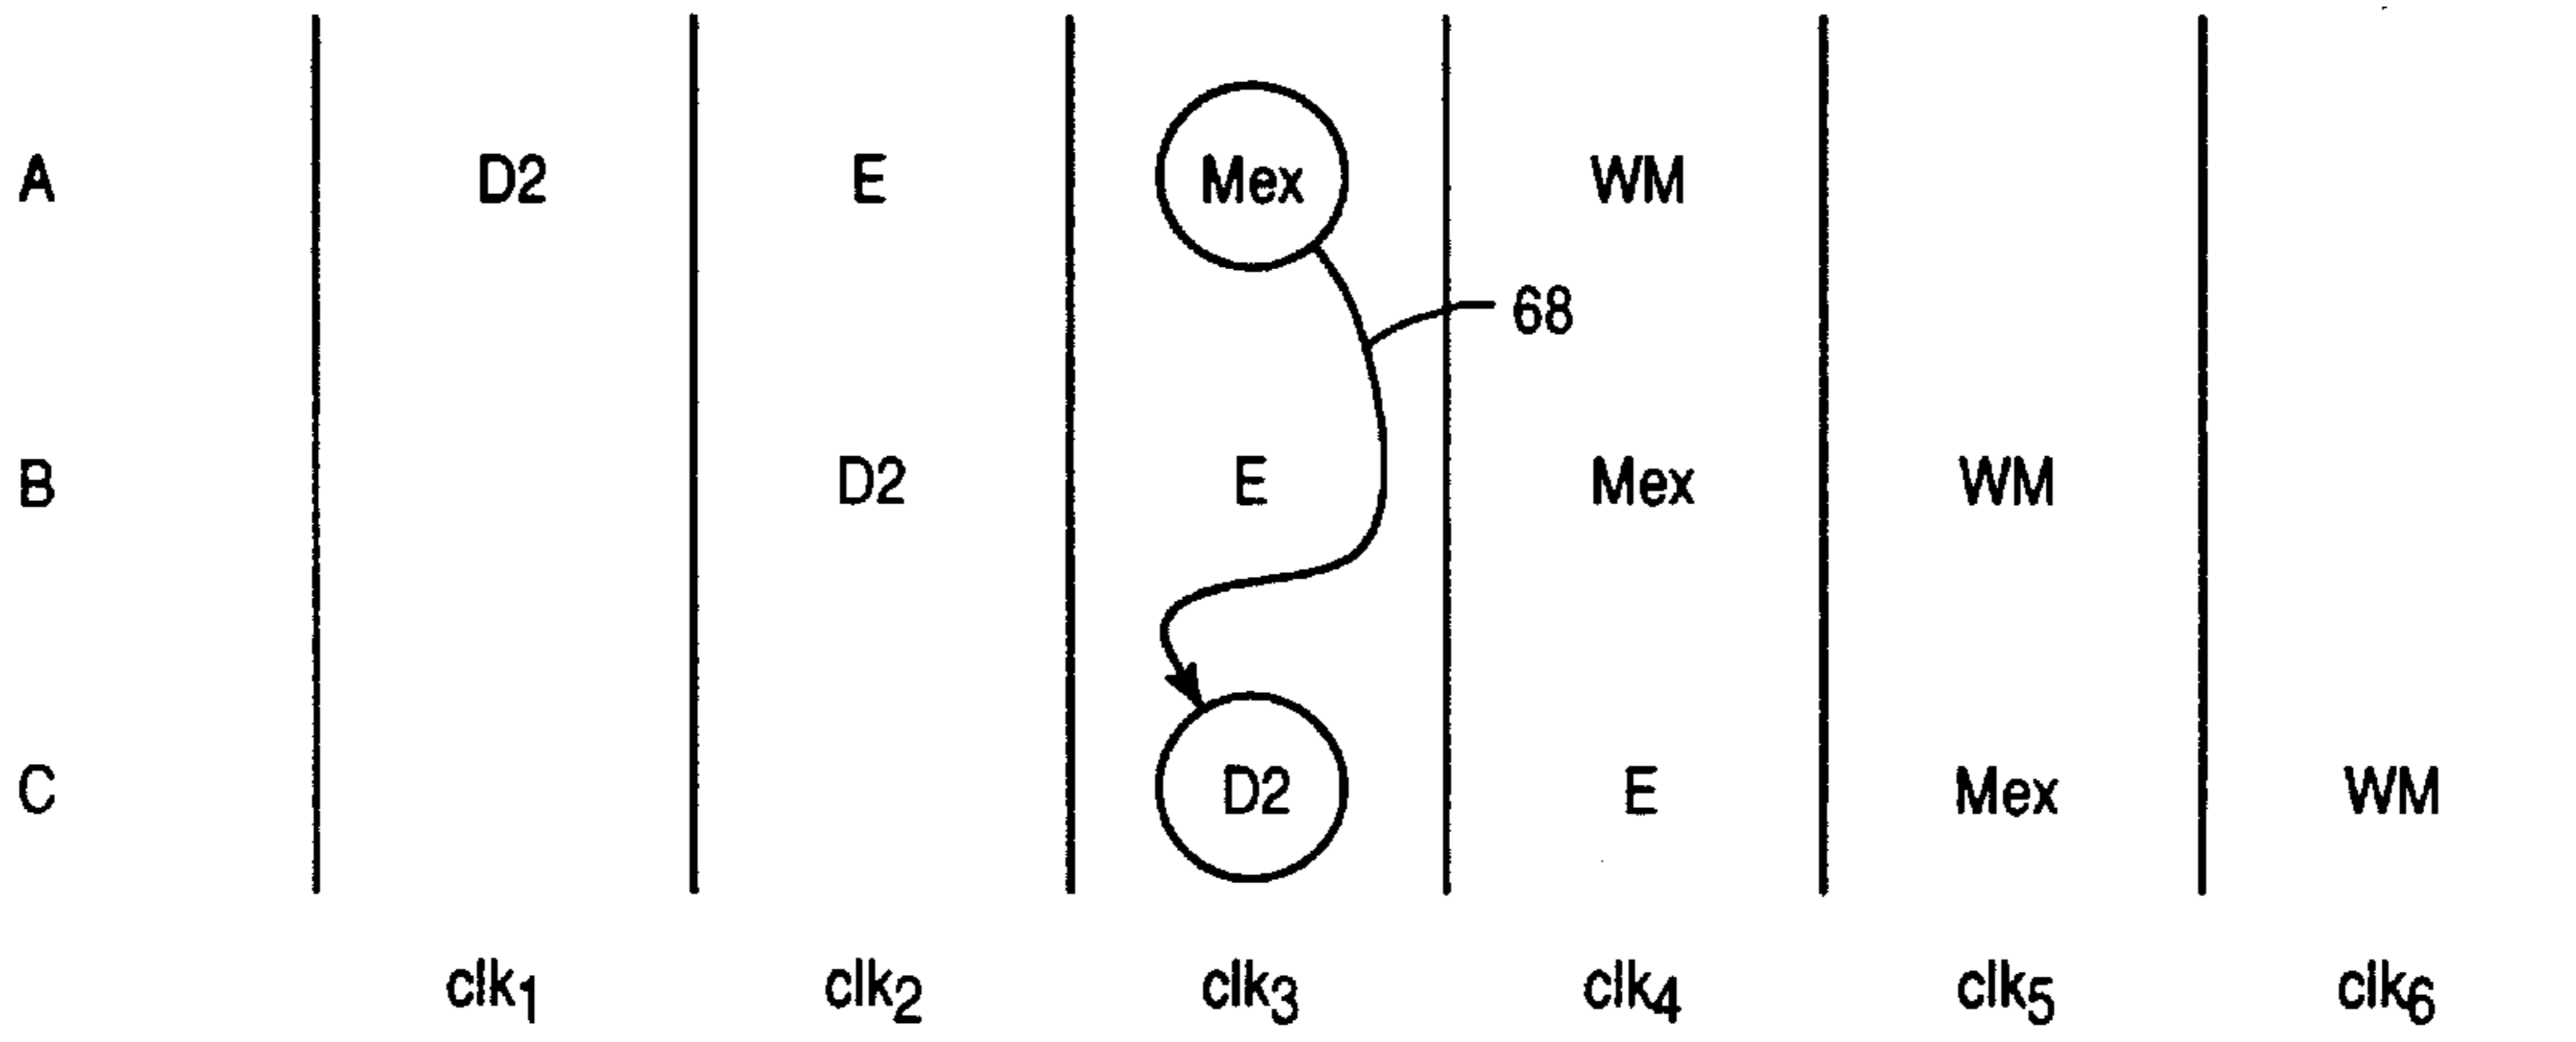 A D2 E Mex WM
68
B D2 E Mex WM
C D2 E Mex WM
clk1 clk2 clk3 clk4 clk5 clk6